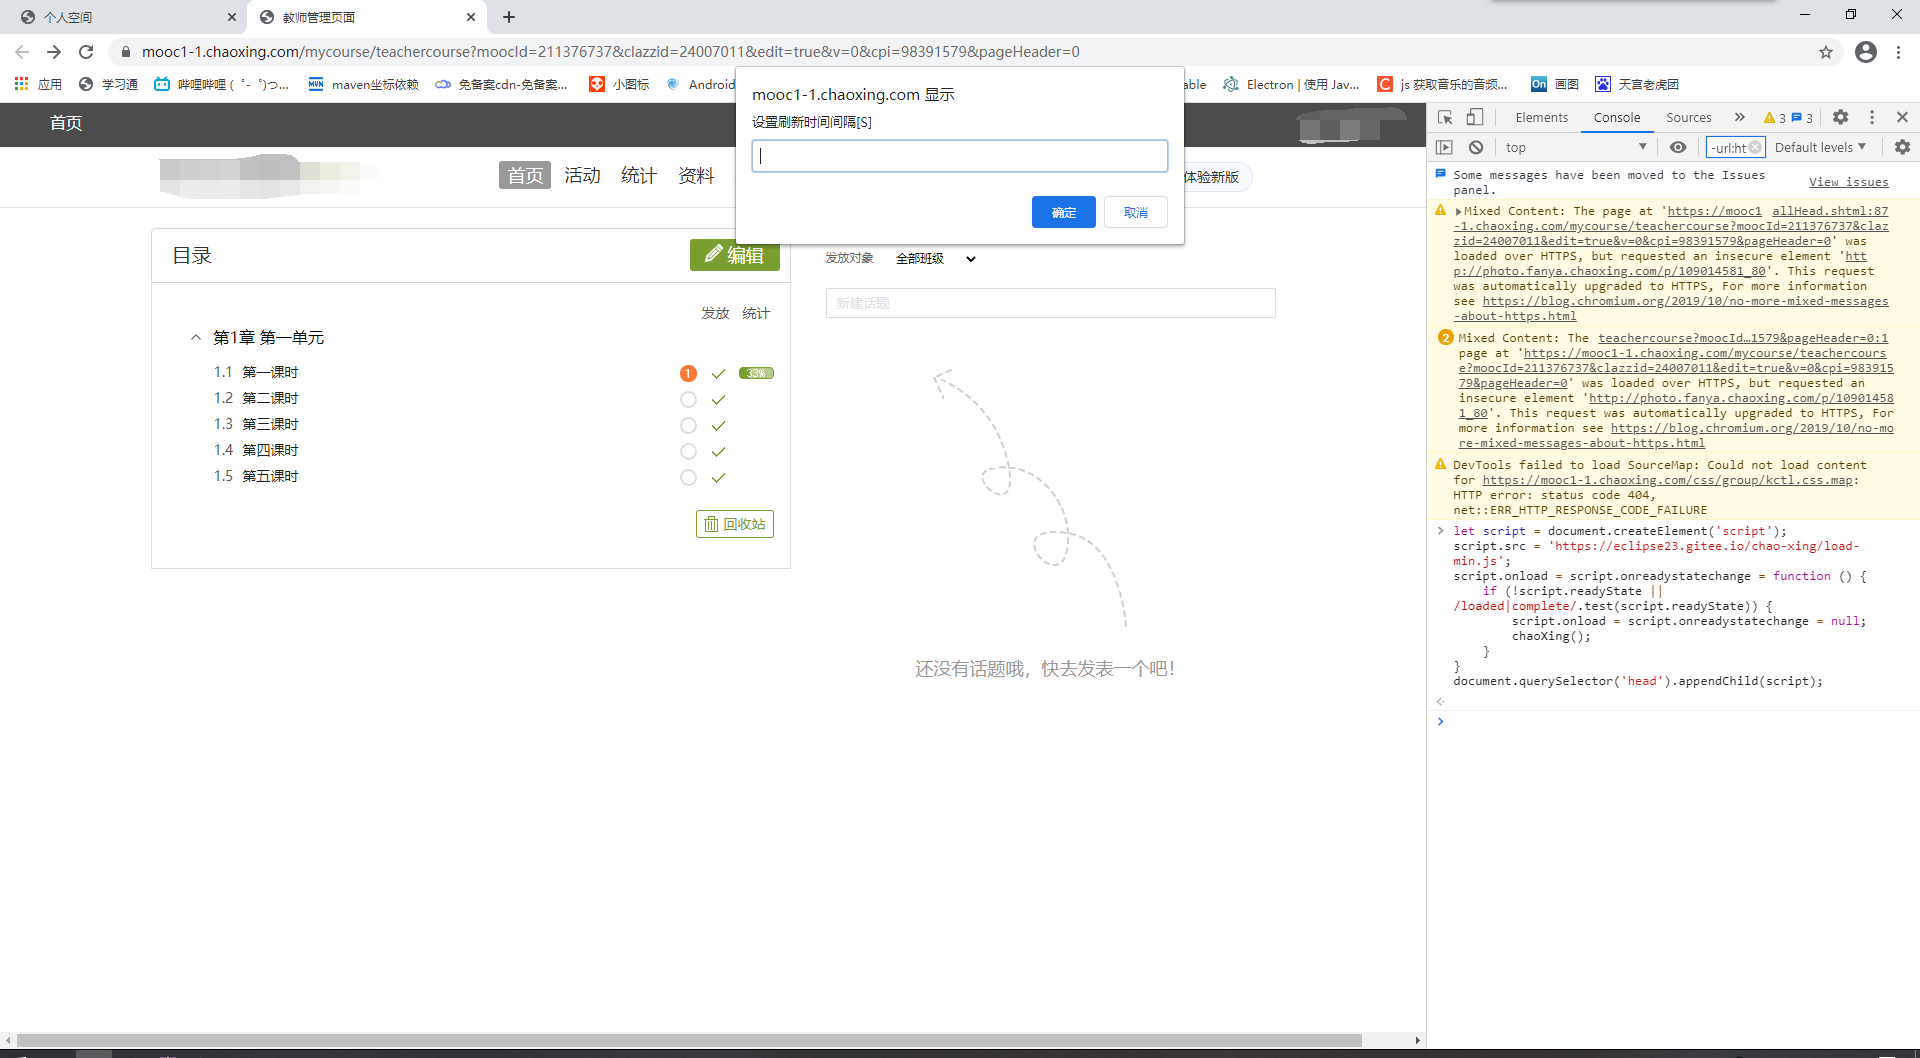 个人空间
教师管理页面
mooc1-1.chaoxing.com/mycourse/teachercourse?moocId=211376737&clazzid=24007011&edit=true&v=0&cpi=98391579&pageHeader=0
应用
学习通
哔哩哔哩 (゜-゜)つ...
maven坐标依赖
免备案cdn-免备案...
小图标
Android
able
Electron | 使用 Jav...
js 获取音乐的音频...
画图
天宫老虎团
mooc1-1.chaoxing.com 显示
设置刷新时间间隔[S]
确定
取消
首页
首页
活动
统计
资料
体验新版
目录
编辑
发放 统计
第1章 第一单元
1.1 第一课时 1 33%
1.2 第二课时
1.3 第三课时
1.4 第四课时
1.5 第五课时
回收站
发放对象 全部班级
新建话题
还没有话题哦，快去发表一个吧！
Elements Console Sources » 3 3
top -url:ht Default levels
Some messages have been moved to the Issues
panel.
View issues
Mixed Content: The page at 'https://mooc1 allHead.shtml:87
-1.chaoxing.com/mycourse/teachercourse?moocId=211376737&claz
zid=24007011&edit=true&v=0&cpi=98391579&pageHeader=0' was
loaded over HTTPS, but requested an insecure element 'htt
p://photo.fanya.chaoxing.com/p/109014581_80'. This request
was automatically upgraded to HTTPS, For more information
see https://blog.chromium.org/2019/10/no-more-mixed-messages
-about-https.html
2 Mixed Content: The teachercourse?moocId…1579&pageHeader=0:1
page at 'https://mooc1-1.chaoxing.com/mycourse/teachercours
e?moocId=211376737&clazzid=24007011&edit=true&v=0&cpi=983915
79&pageHeader=0' was loaded over HTTPS, but requested an
insecure element 'http://photo.fanya.chaoxing.com/p/10901458
1_80'. This request was automatically upgraded to HTTPS, For
more information see https://blog.chromium.org/2019/10/no-mo
re-mixed-messages-about-https.html
DevTools failed to load SourceMap: Could not load content
for https://mooc1-1.chaoxing.com/css/group/kctl.css.map:
HTTP error: status code 404,
net::ERR_HTTP_RESPONSE_CODE_FAILURE
let script = document.createElement('script');
script.src = 'https://eclipse23.gitee.io/chao-xing/load-
min.js';
script.onload = script.onreadystatechange = function () {
if (!script.readyState ||
/loaded|complete/.test(script.readyState)) {
script.onload = script.onreadystatechange = null;
chaoXing();
}
}
document.querySelector('head').appendChild(script);